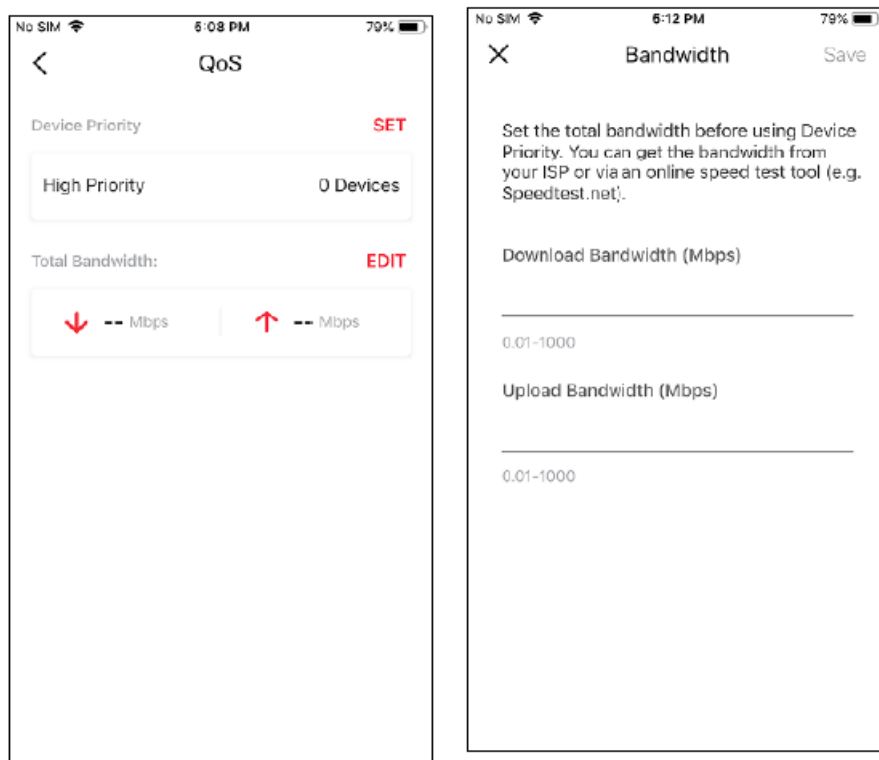 No SIM 6:08 PM 79%
QoS
Device Priority SET
High Priority 0 Devices
Total Bandwidth: EDIT
-- Mbps -- Mbps
No SIM 6:12 PM 79%
Bandwidth Save
Set the total bandwidth before using Device
Priority. You can get the bandwidth from
your ISP or via an online speed test tool (e.g.
Speedtest.net).
Download Bandwidth (Mbps)
0.01-1000
Upload Bandwidth (Mbps)
0.01-1000